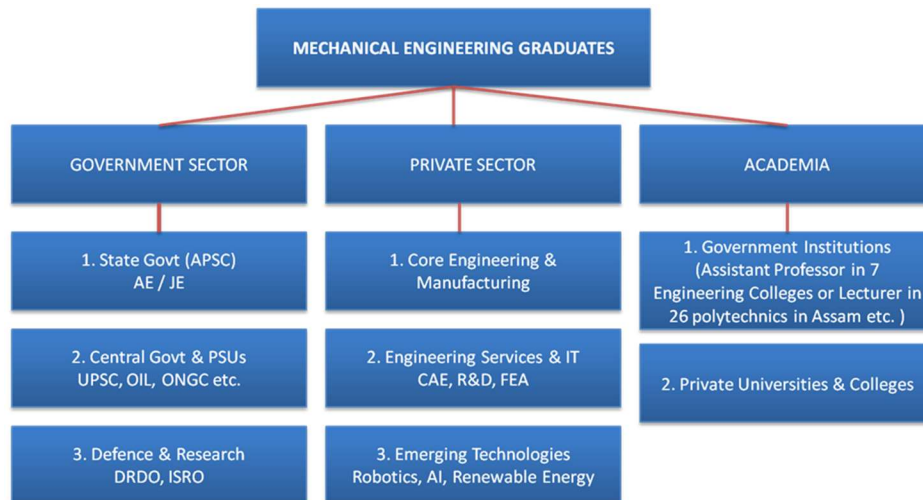 MECHANICAL ENGINEERING GRADUATES
GOVERNMENT SECTOR
1. State Govt (APSC)
AE / JE
2. Central Govt & PSUs
UPSC, OIL, ONGC etc.
3. Defence & Research
DRDO, ISRO
PRIVATE SECTOR
1. Core Engineering &
Manufacturing
2. Engineering Services & IT
CAE, R&D, FEA
3. Emerging Technologies
Robotics, AI, Renewable Energy
ACADEMIA
1. Government Institutions
(Assistant Professor in 7
Engineering Colleges or Lecturer in
26 polytechnics in Assam etc. )
2. Private Universities & Colleges